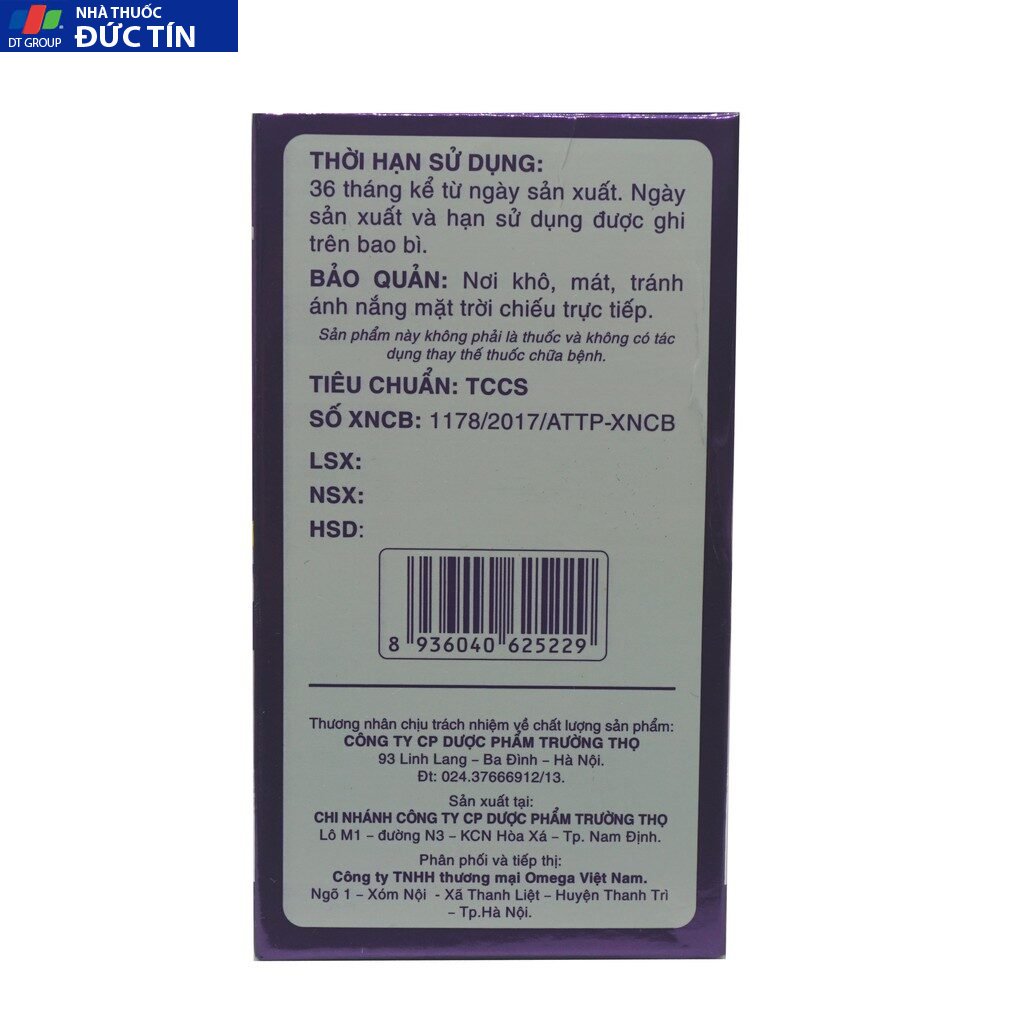 NHÀ THUỐC
ĐỨC TÍN
DT GROUP
THỜI HẠN SỬ DỤNG:
36 tháng kể từ ngày sản xuất. Ngày
sản xuất và hạn sử dụng được ghi
trên bao bì.
BẢO QUẢN: Nơi khô, mát, tránh
ánh nắng mặt trời chiếu trực tiếp.
Sản phẩm này không phải là thuốc và không có tác
dụng thay thế thuốc chữa bệnh.
TIÊU CHUẨN: TCCS
SỐ XNCB: 1178/2017/ATTP-XNCB
LSX:
NSX:
HSD:
8 936040 625229
Thương nhân chịu trách nhiệm về chất lượng sản phẩm:
CÔNG TY CP DƯỢC PHẨM TRƯỜNG THỌ
93 Linh Lang – Ba Đình – Hà Nội.
Đt: 024.37666912/13.
Sản xuất tại:
CHI NHÁNH CÔNG TY CP DƯỢC PHẨM TRƯỜNG THỌ
Lô M1 – đường N3 – KCN Hòa Xá – Tp. Nam Định.
Phân phối và tiếp thị:
Công ty TNHH thương mại Omega Việt Nam.
Ngõ 1 – Xóm Nội - Xã Thanh Liệt – Huyện Thanh Trì
– Tp.Hà Nội.